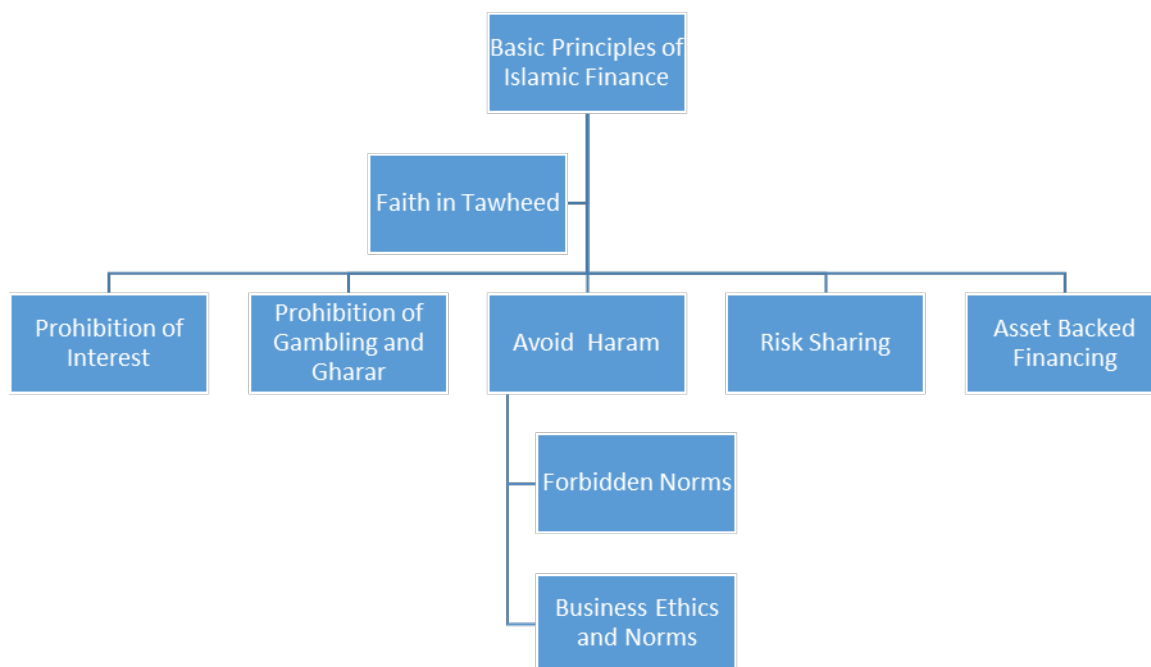 Basic Principles of
Islamic Finance
Faith in Tawheed
Prohibition of
Interest
Prohibition of
Gambling and
Gharar
Avoid  Haram
Risk Sharing
Asset Backed
Financing
Forbidden Norms
Business Ethics
and Norms